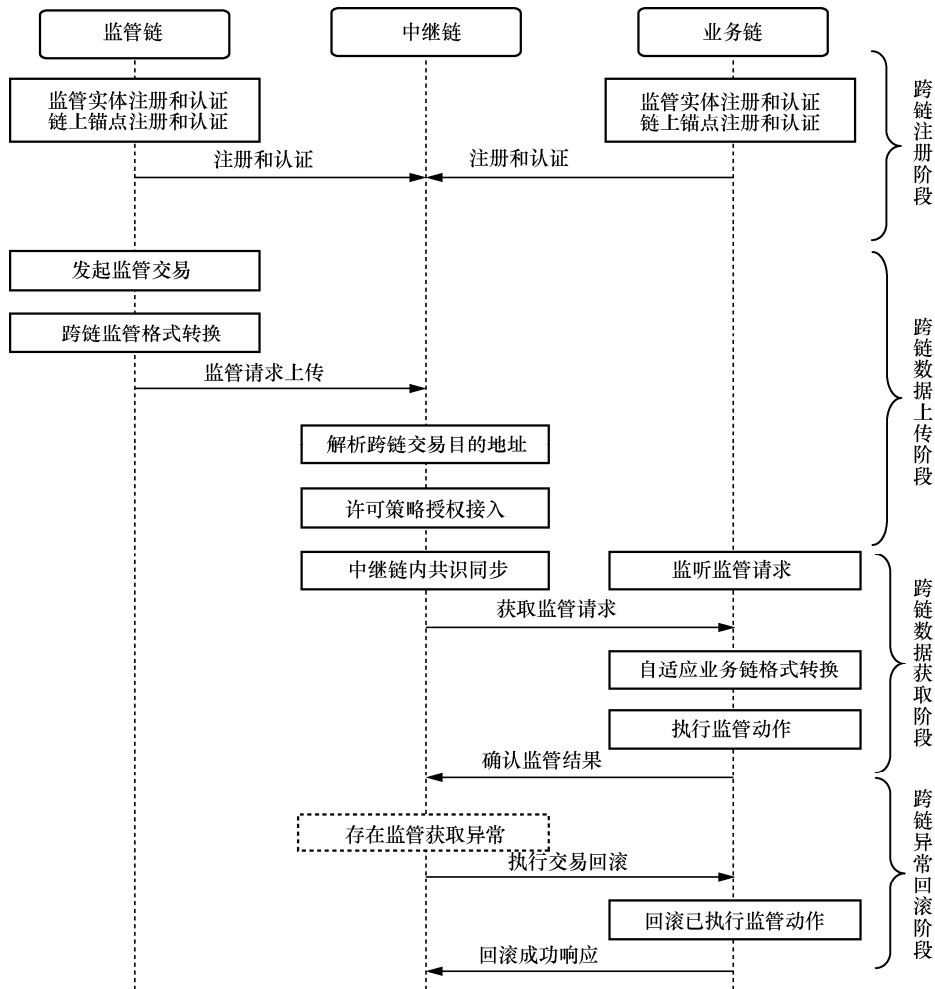 监管链
中继链
业务链
监管实体注册和认证
链上锚点注册和认证
监管实体注册和认证
链上锚点注册和认证
注册和认证
注册和认证
跨链注册阶段
发起监管交易
跨链监管格式转换
监管请求上传
解析跨链交易目的地址
许可策略授权接入
跨链数据上传阶段
中继链内共识同步
监听监管请求
获取监管请求
自适应业务链格式转换
执行监管动作
确认监管结果
跨链数据获取阶段
存在监管获取异常
执行交易回滚
回滚已执行监管动作
回滚成功响应
跨链异常回滚阶段